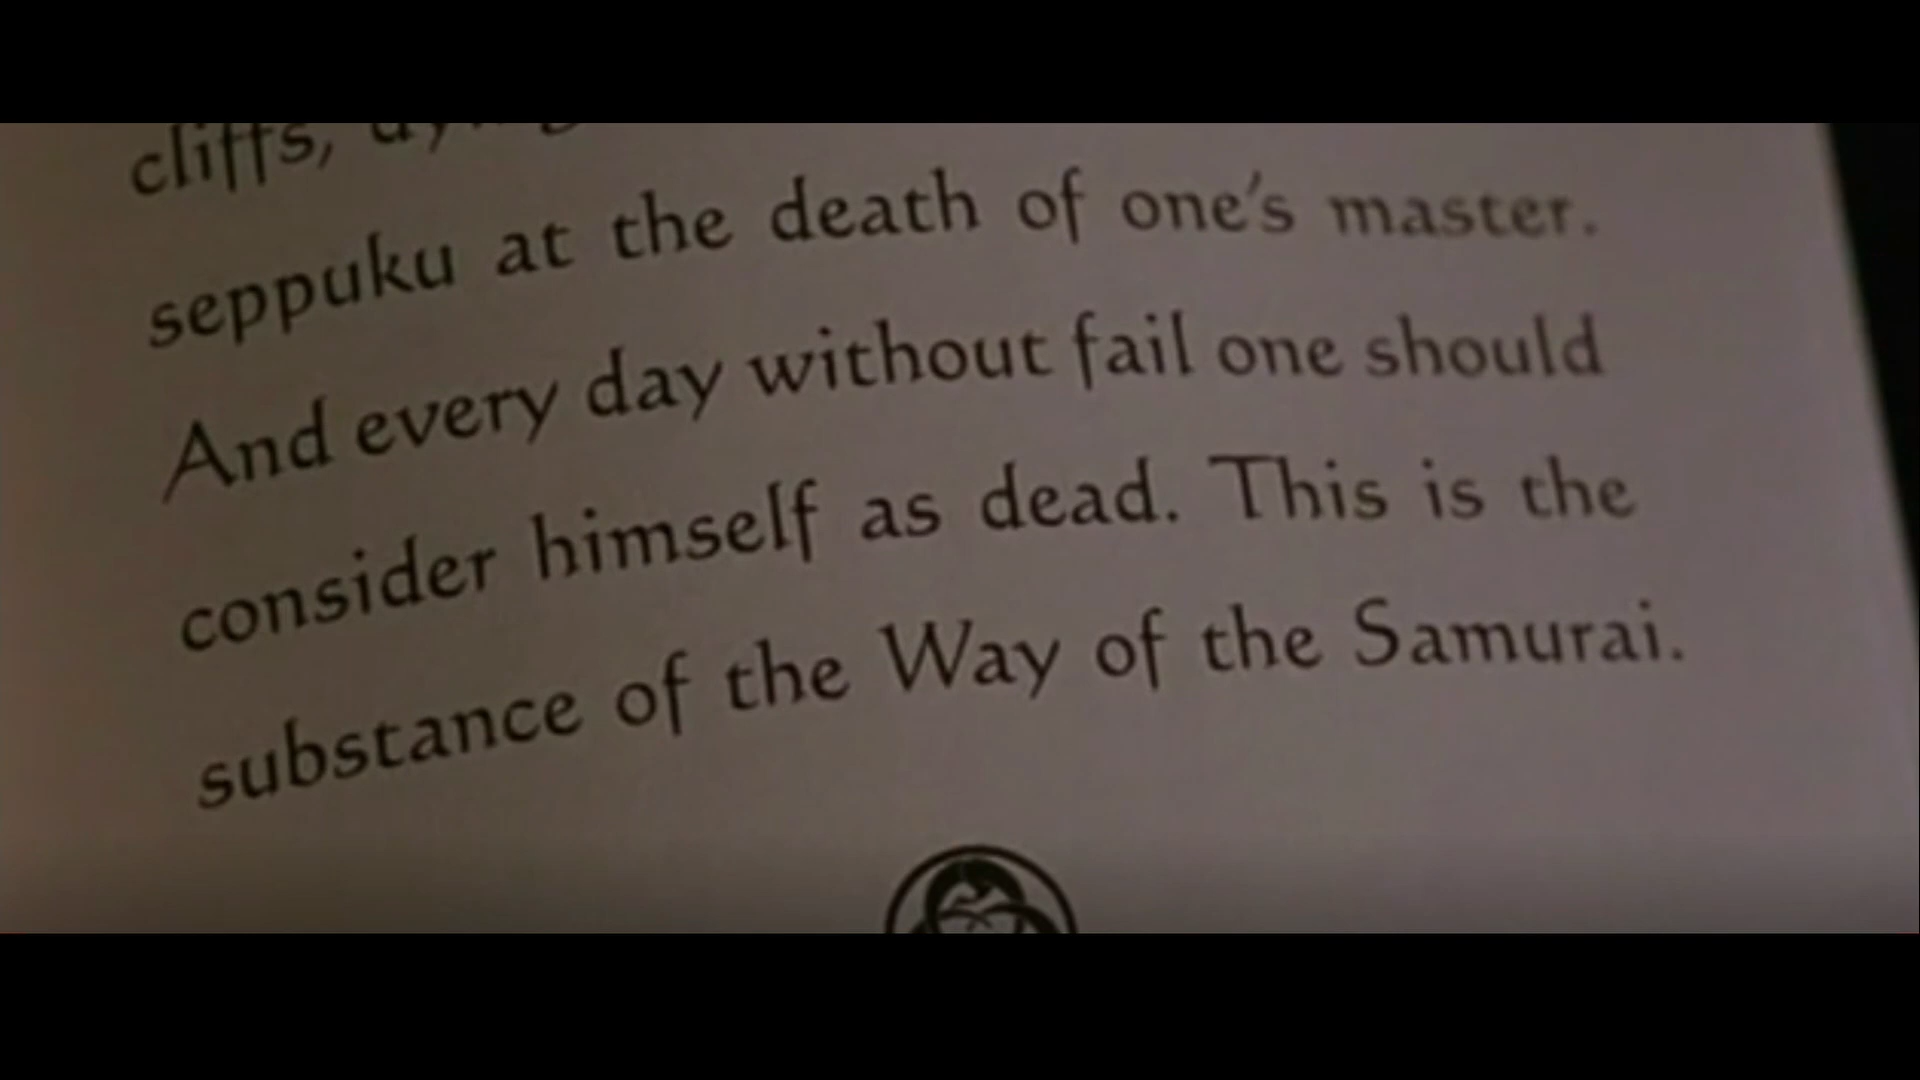 cliffs, dying
seppuku at the death of one's master.
And every day without fail one should
consider himself as dead. This is the
substance of the Way of the Samurai.